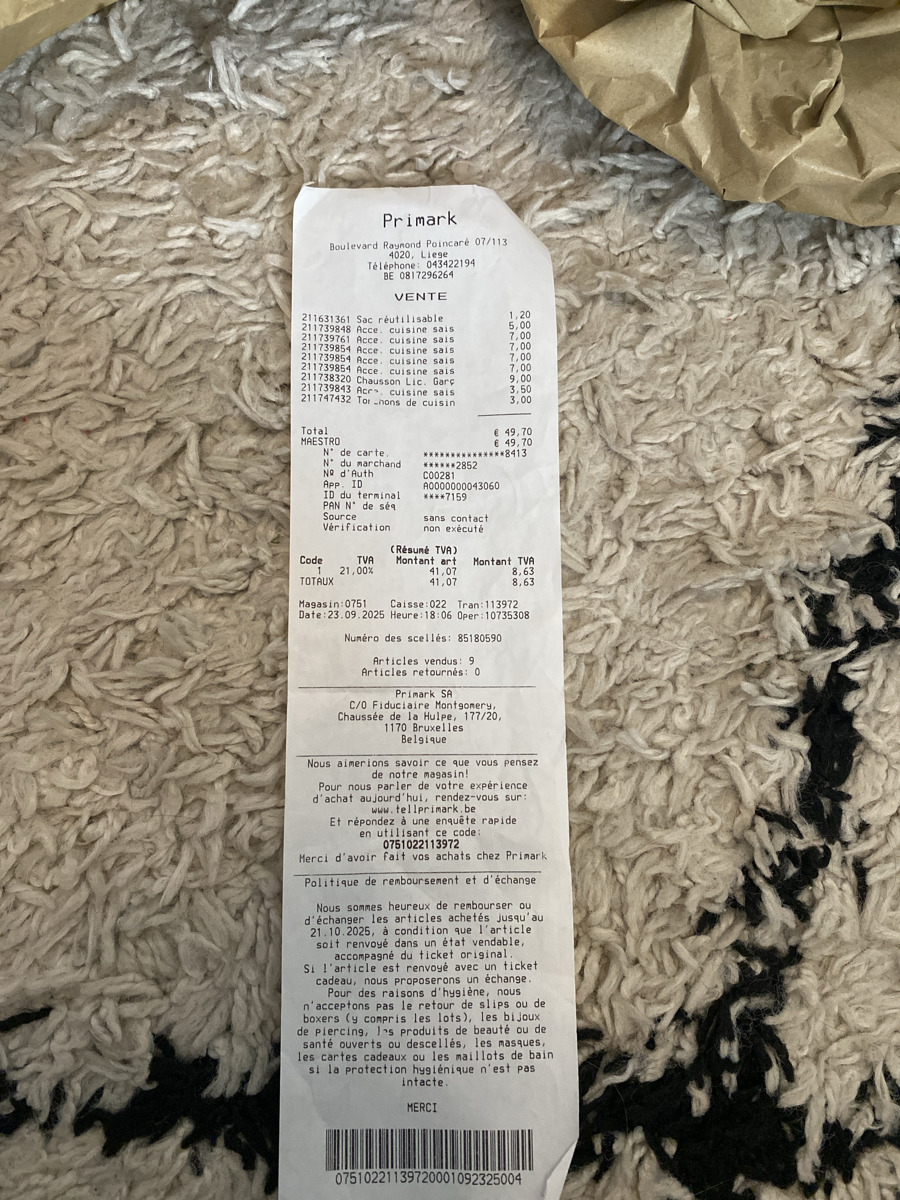 Primark
Boulevard Raymond Poincaré 07/113
4020, Liege
Téléphone: 043422194
BE 0817296264
VENTE
211631361 Sac réutilisable 1,20
211739848 Acce. cuisine sais 5,00
211739761 Acce. cuisine sais 7,00
211739854 Acce. cuisine sais 7,00
211739854 Acce. cuisine sais 7,00
211739854 Acce. cuisine sais 7,00
211738320 Chausson Lic. Garç 9,00
211739843 Acce. cuisine sais 3,50
211747432 de cuisin 3,00
Total € 49,70
MAESTRO € 49,70
N° de carte. ***************8413
N° du marchand ******2852
Nº d'Auth C00281
App. ID A0000000043060
ID du terminal ****7159
PAN N° de séq
Source sans contact
Vérification non exécuté
(Résumé TVA)
Code TVA Montant art Montant TVA
1 21,00% 41,07 8,63
TOTAUX 41,07 8,63
Magasin:0751 Caisse:022 Tran:113972
Date:23.09.2025 Heure:18:06 Oper:10735308
Numéro des scellés: 85180590
Articles vendus: 9
Articles retournés: 0
Primark SA
C/O Fiduciaire Montgomery,
Chaussée de la Hulpe, 177/20,
1170 Bruxelles
Belgique
Nous aimerions savoir ce que vous pensez
de notre magasin!
Pour nous parler de votre expérience
d'achat aujourd'hui, rendez-vous sur:
www.tellprimark.be
Et répondez à une enquête rapide
en utilisant ce code:
0751022113972
Merci d'avoir fait vos achats chez Primark
Politique de remboursement et d'échange
Nous sommes heureux de rembourser ou
d'échanger les articles achetés jusqu'au
21.10.2025, à condition que l'article
soit renvoyé dans un état vendable,
accompagné du ticket original.
Si l'article est renvoyé avec un ticket
cadeau, nous proposerons un échange.
Pour des raisons d'hygiène, nous
n'acceptons pas le retour de slips ou de
boxers (y compris les lots), les bijoux
de piercing, les produits de beauté ou de
santé ouverts ou descellés, les masques,
les cartes cadeaux ou les maillots de bain
si la protection hygiénique n'est pas
intacte.
MERCI
07510221139720001092325004